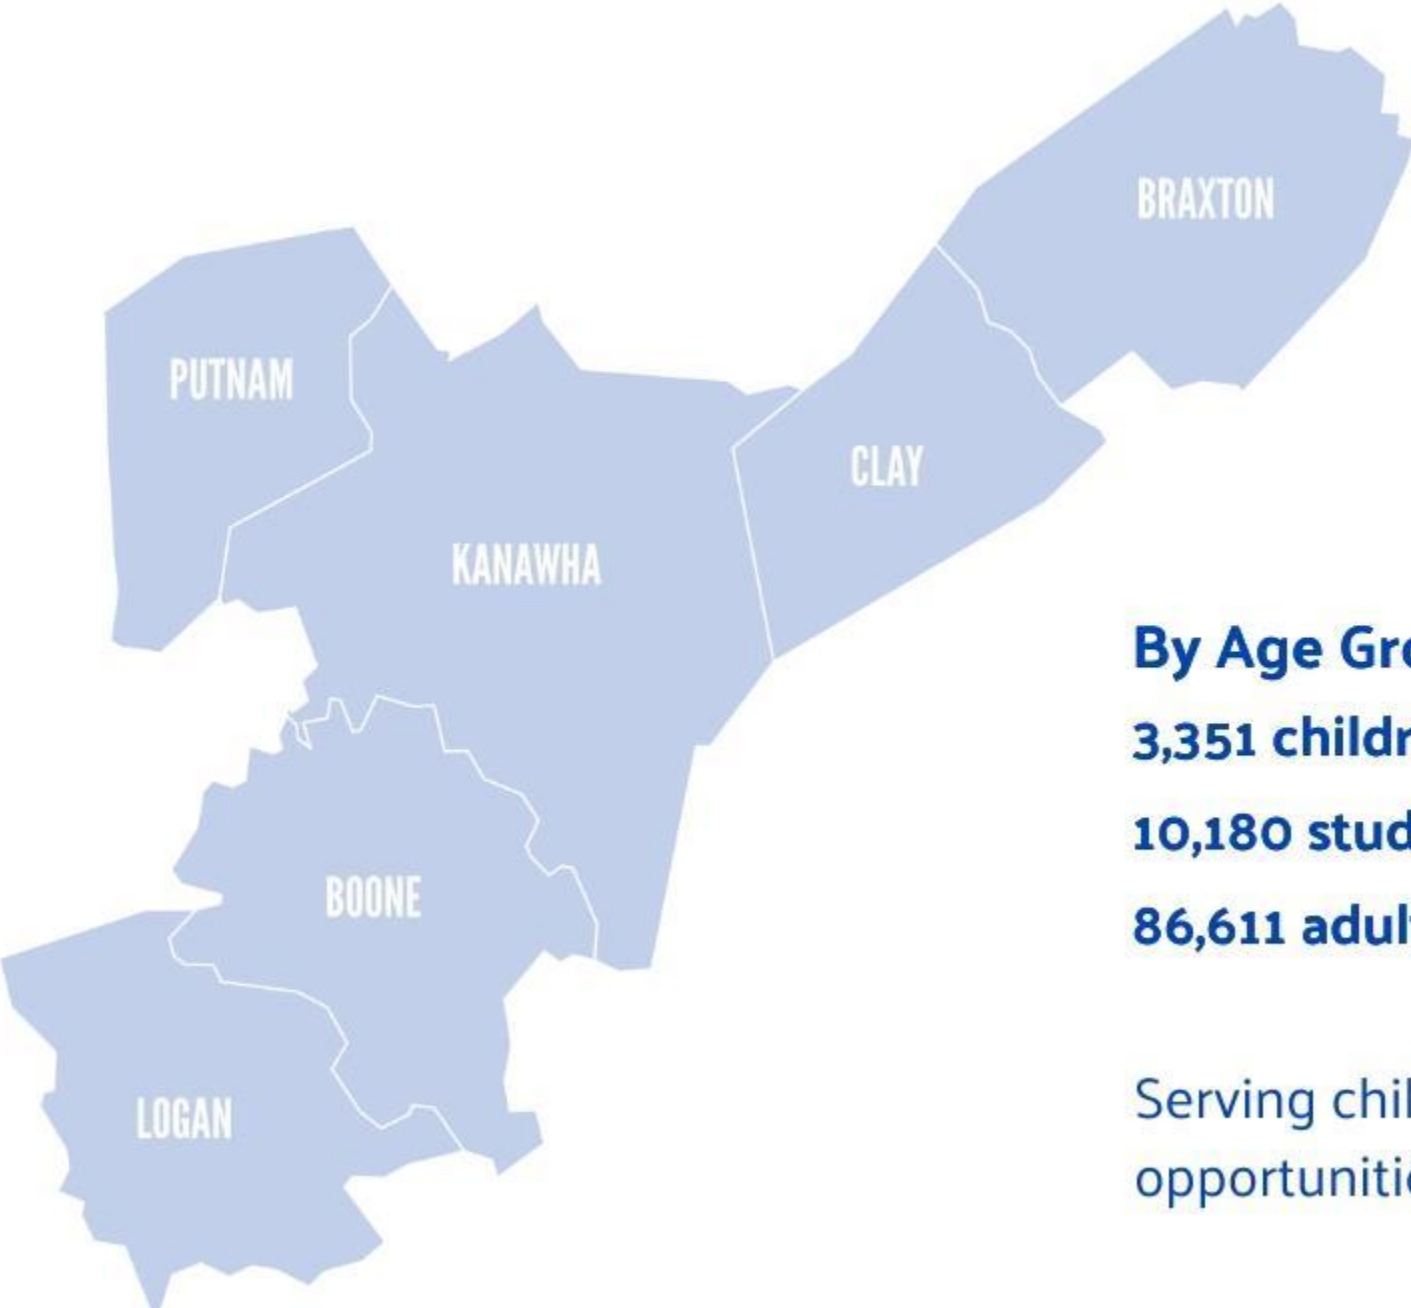 BRAXTON
PUTNAM
CLAY
KANAWHA
By Age
3,351
10,180
86,611
BOONE
Serving
LOGAN